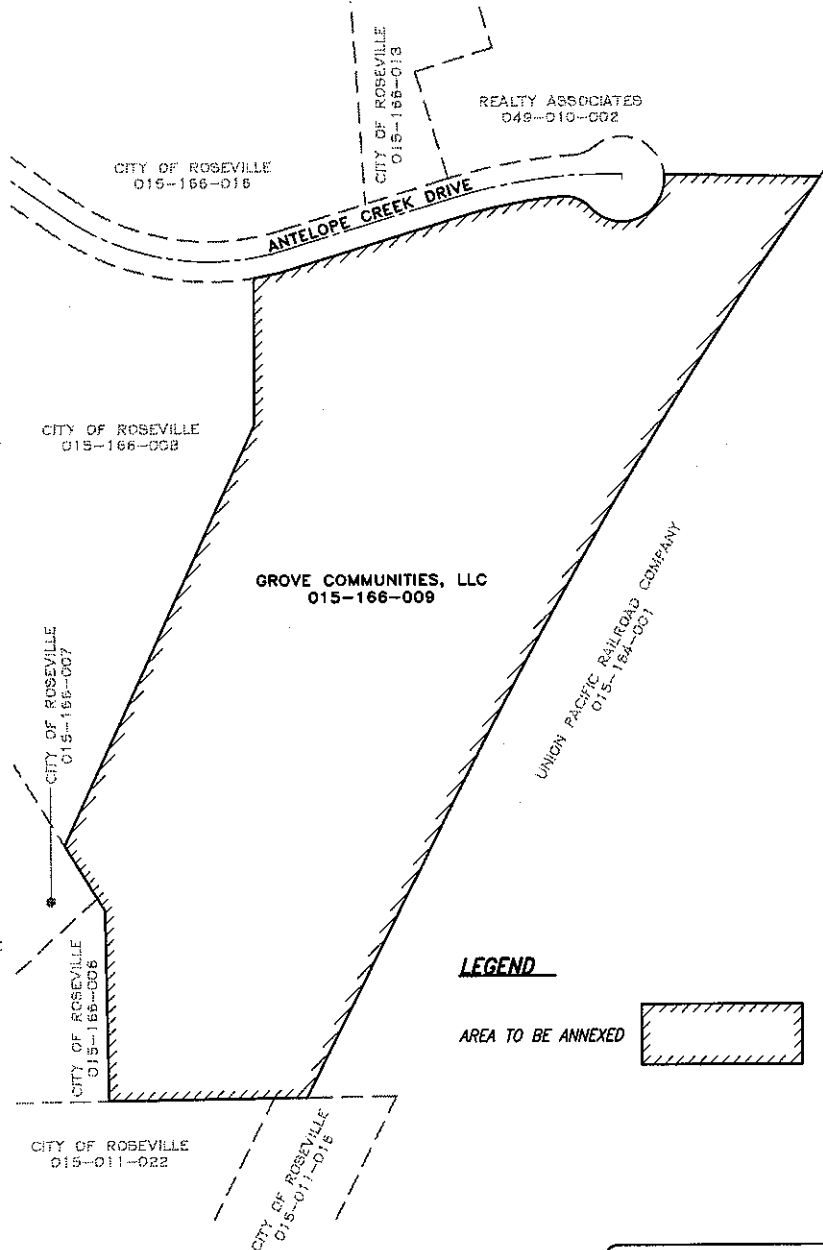 CITY OF ROSEVILLE
015-166-013
REALTY ASSOCIATES
049-010-002
CITY OF ROSEVILLE
015-166-016
ANTELOPE CREEK DRIVE
CITY OF ROSEVILLE
015-166-008
GROVE COMMUNITIES, LLC
015-166-009
UNION PACIFIC RAILROAD COMPANY
015-164-001
CITY OF ROSEVILLE
015-166-007
CITY OF ROSEVILLE
015-166-006
LEGEND
AREA TO BE ANNEXED
CITY OF ROSEVILLE
015-011-022
CITY OF ROSEVILLE
015-011-016